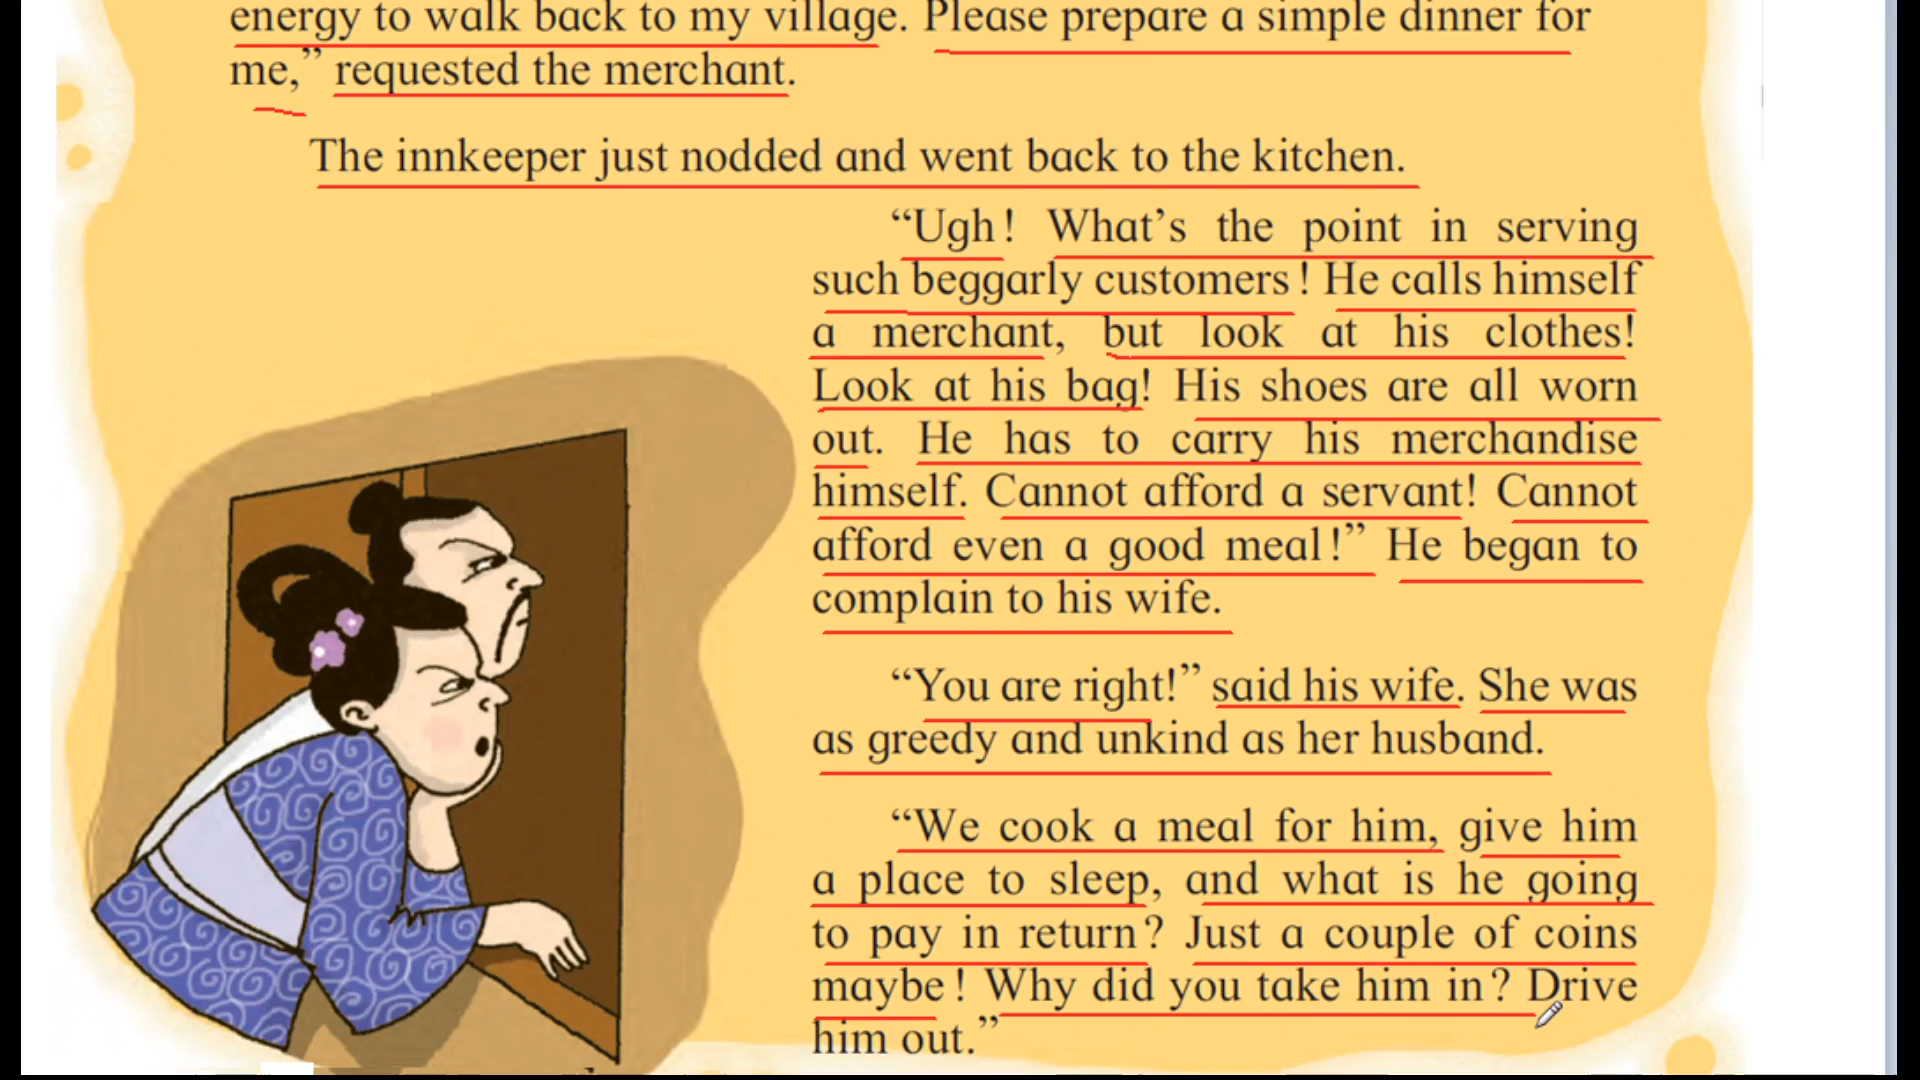 energy to walk back to my village. Please prepare a simple dinner for
me,” requested the merchant.
The innkeeper just nodded and went back to the kitchen.
“Ugh! What’s the point in serving
such beggarly customers! He calls himself
a merchant, but look at his clothes!
Look at his bag! His shoes are all worn
out. He has to carry his merchandise
himself. Cannot afford a servant! Cannot
afford even a good meal!” He began to
complain to his wife.
“You are right!” said his wife. She was
as greedy and unkind as her husband.
“We cook a meal for him, give him
a place to sleep, and what is he going
to pay in return? Just a couple of coins
maybe! Why did you take him in? Drive
him out.”